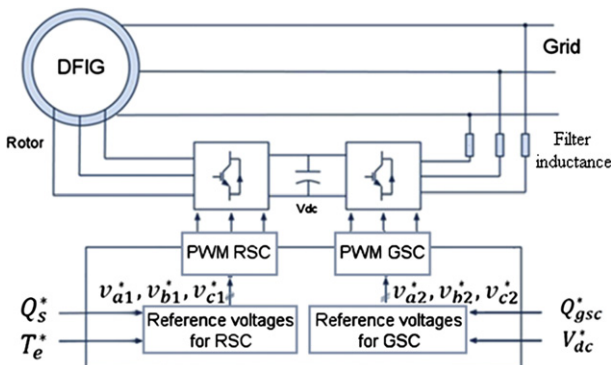 DFIG
Grid
Rotor
Filter
inductance
Vdc
PWM RSC
PWM GSC
v*a1, v*b1, v*c1
v*a2, v*b2, v*c2
Q*s
T*e
Reference voltages
for RSC
Reference voltages
for GSC
Q*gsc
V*dc